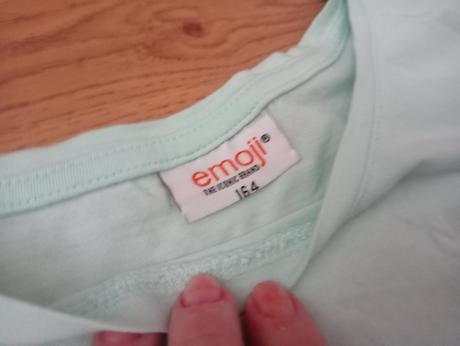 emoji®
THE ICONIC BRAND
164